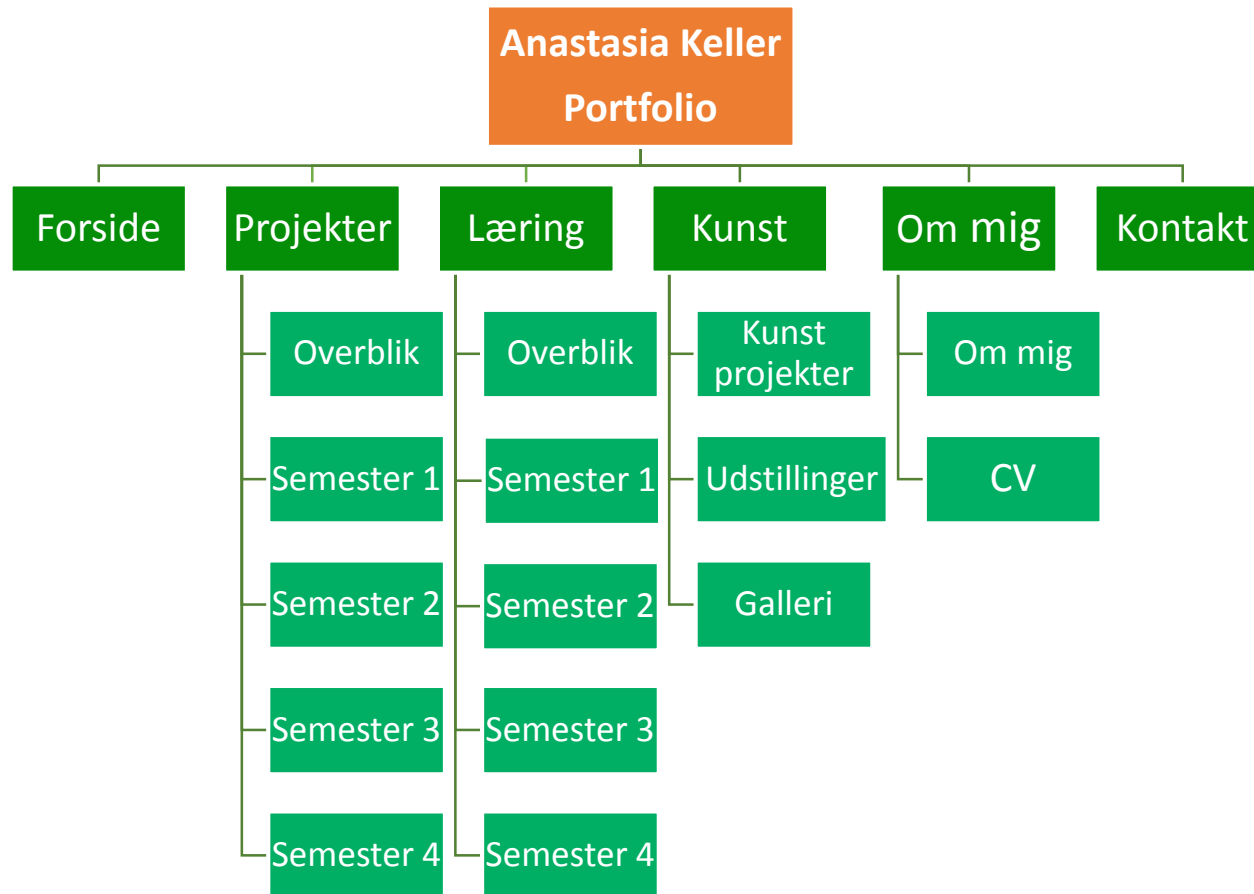 Anastasia Keller
Portfolio
Forside
Projekter
Læring
Kunst
Om mig
Kontakt
Overblik
Semester 1
Semester 2
Semester 3
Semester 4
Overblik
Semester 1
Semester 2
Semester 3
Semester 4
Kunst
projekter
Udstillinger
Galleri
Om mig
CV